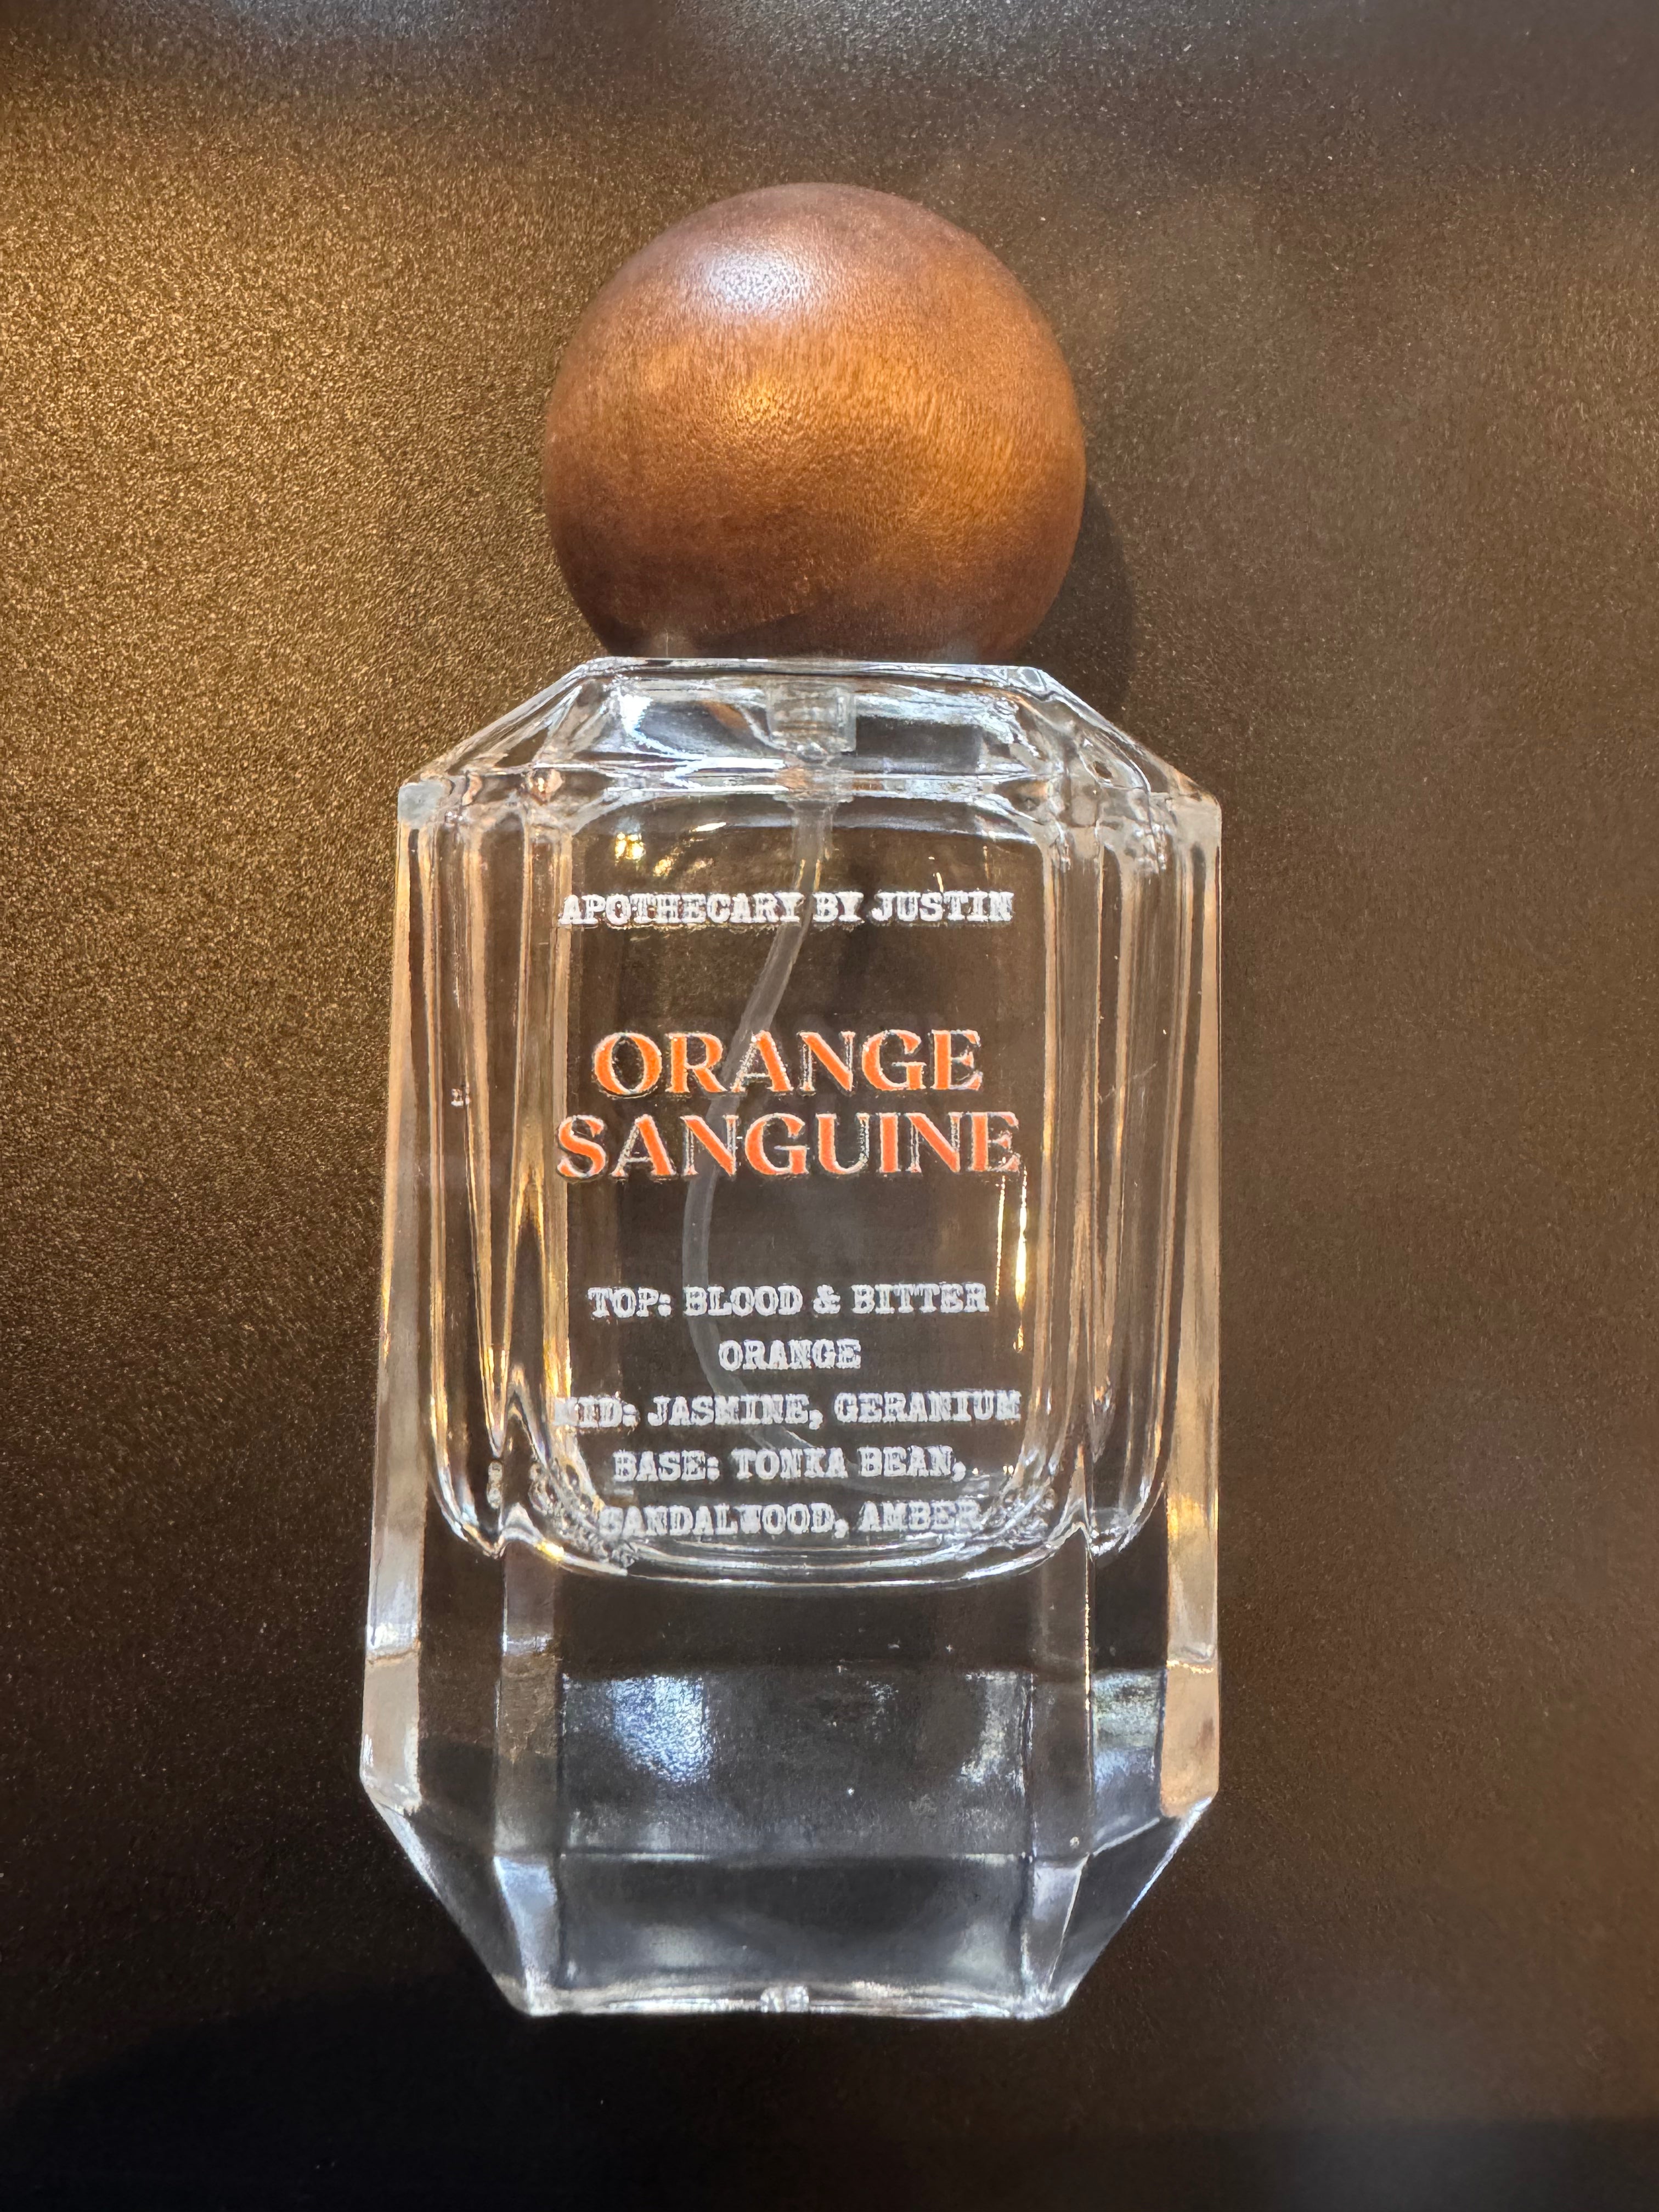 APOTHECARY BY JUSTIN
ORANGE
SANGUINE
TOP: BLOOD & BITTER
ORANGE
MID: JASMINE, GERANIUM
BASE: TONKA BEAN,
SANDALWOOD, AMBER